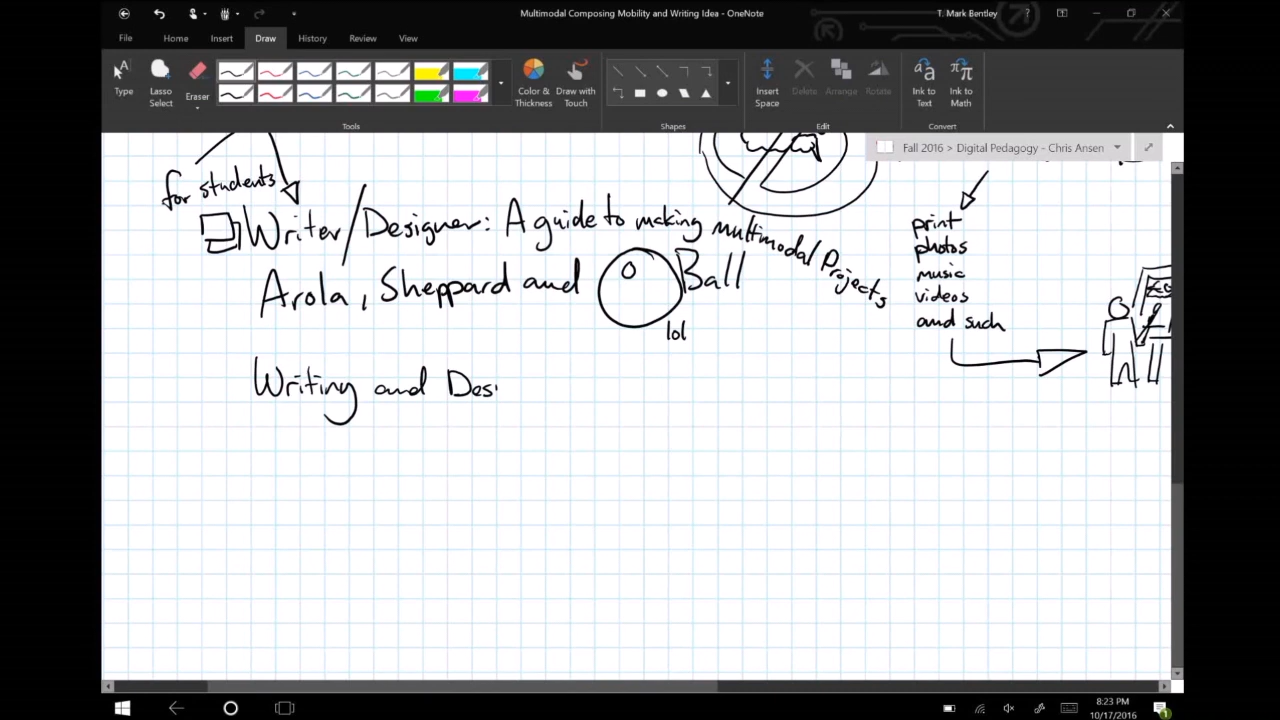 Multimodal Composing Mobility and Writing Idea - OneNote
T. Mark Bentley
?
File Home Insert Draw History Review View
Type
Lasso Select
Eraser
Color & Thickness
Draw with Touch
Insert Space
Delete
Arrange
Rotate
Ink to Text
Ink to Math
Tools
Shapes
Edit
Convert
Fall 2016 > Digital Pedagogy - Chris Ansen
for students
Writer/Designer: A guide to making multimodal Projects
Arola, Sheppard and Ball
lol
print
photos
music
videos
and such
Writing and Desi
8:23 PM
10/17/2016
1